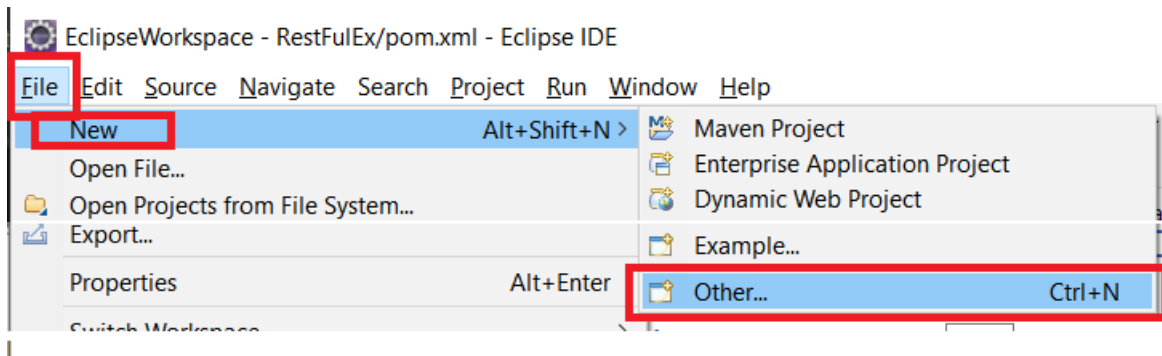 EclipseWorkspace - RestFulEx/pom.xml - Eclipse IDE
File Edit Source Navigate Search Project Run Window Help
New Alt+Shift+N >
Open File...
Open Projects from File System...
Export...
Properties Alt+Enter
Switch Workspace
Maven Project
Enterprise Application Project
Dynamic Web Project
Example...
Other... Ctrl+N